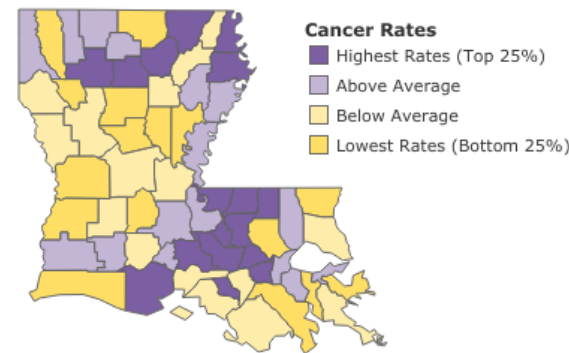 Cancer Rates
Highest Rates (Top 25%)
Above Average
Below Average
Lowest Rates (Bottom 25%)